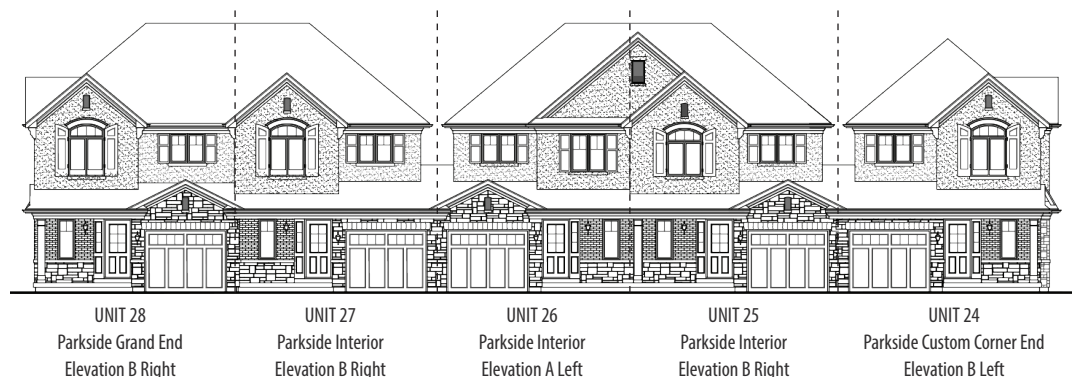 UNIT 28
Parkside Grand End
Elevation B Right
UNIT 27
Parkside Interior
Elevation B Right
UNIT 26
Parkside Interior
Elevation A Left
UNIT 25
Parkside Interior
Elevation B Right
UNIT 24
Parkside Custom Corner End
Elevation B Left